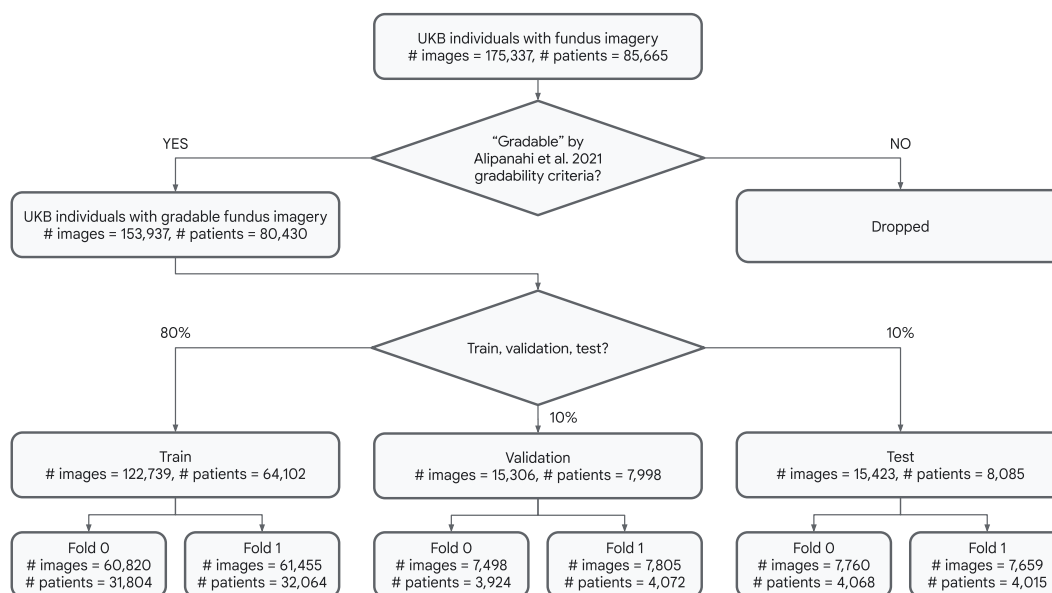 UKB individuals with fundus imagery
# images = 175,337, # patients = 85,665
“Gradable” by
Alipanahi et al. 2021
gradability criteria?
YES
NO
UKB individuals with gradable fundus imagery
# images = 153,937, # patients = 80,430
Dropped
Train, validation, test?
80%
10%
10%
Train
# images = 122,739, # patients = 64,102
Validation
# images = 15,306, # patients = 7,998
Test
# images = 15,423, # patients = 8,085
Fold 0
# images = 60,820
# patients = 31,804
Fold 1
# images = 61,455
# patients = 32,064
Fold 0
# images = 7,498
# patients = 3,924
Fold 1
# images = 7,805
# patients = 4,072
Fold 0
# images = 7,760
# patients = 4,068
Fold 1
# images = 7,659
# patients = 4,015